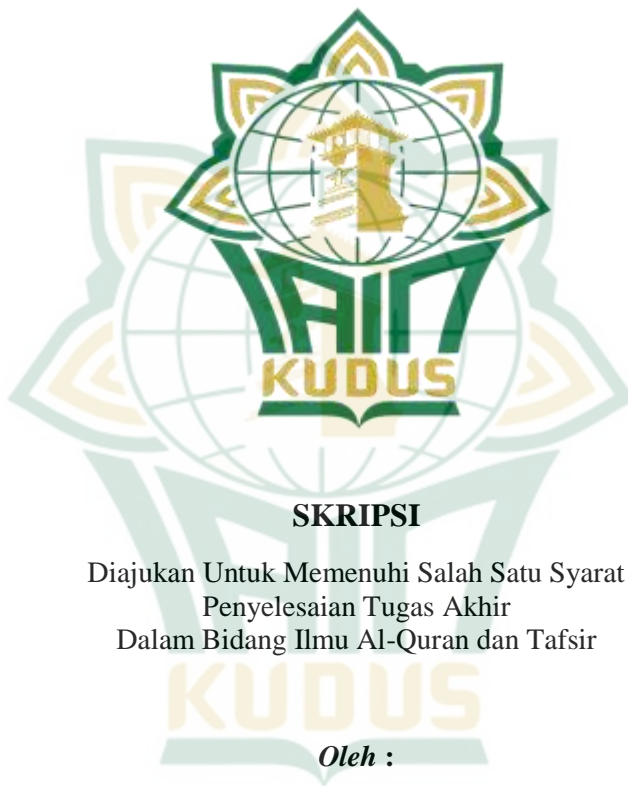 IAIN
KUDUS
SKRIPSI
Diajukan Untuk Memenuhi Salah Satu Syarat
Penyelesaian Tugas Akhir
Dalam Bidang Ilmu Al-Quran dan Tafsir
KUDUS
Oleh :